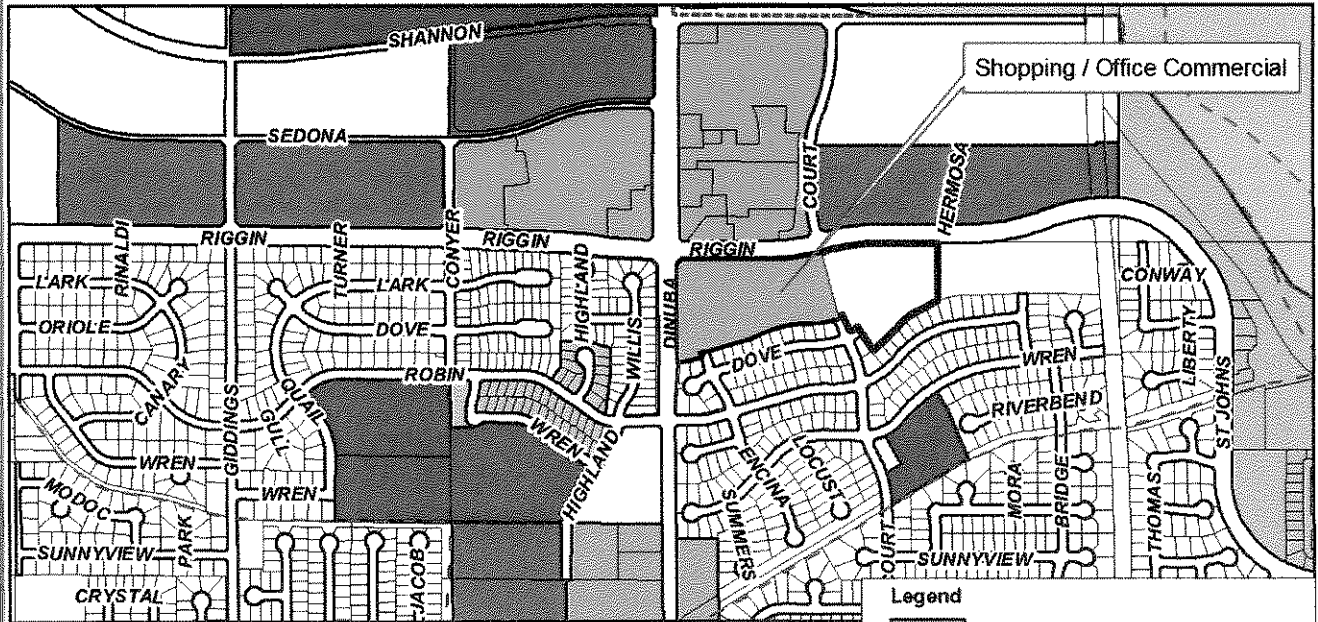 SHANNON
Shopping / Office Commercial
SEDONA
COURT
HERMOSA
RINALDI
RIGGIN
TURNER
CONYER
RIGGIN
HIGHLAND
RIGGIN
LARK
LARK
DINUBA
CONWAY
ORIOLE
DOVE
WILLIS
DOVE
WREN
LIBERTY
CANARY
QUAIL
ROBIN
RIVERBEND
ST JOHNS
GIDDINGS
GULL
WREN
HIGHLAND
ENCINA
LOCUST
WREN
WREN
MODOC
PARK
SUMMERS
MORA
BRIDGE
THOMAS
SUNNYVIEW
JACOB
COURT
SUNNYVIEW
CRYSTAL
Legend